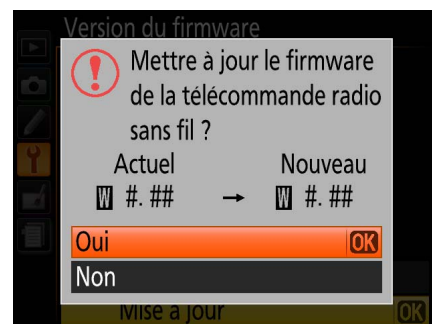 Version du firmware
Mettre à jour le firmware
de la télécommande radio
sans fil ?
Actuel Nouveau
W #. ## → W #. ##
Oui OK
Non
Mise à jour OK